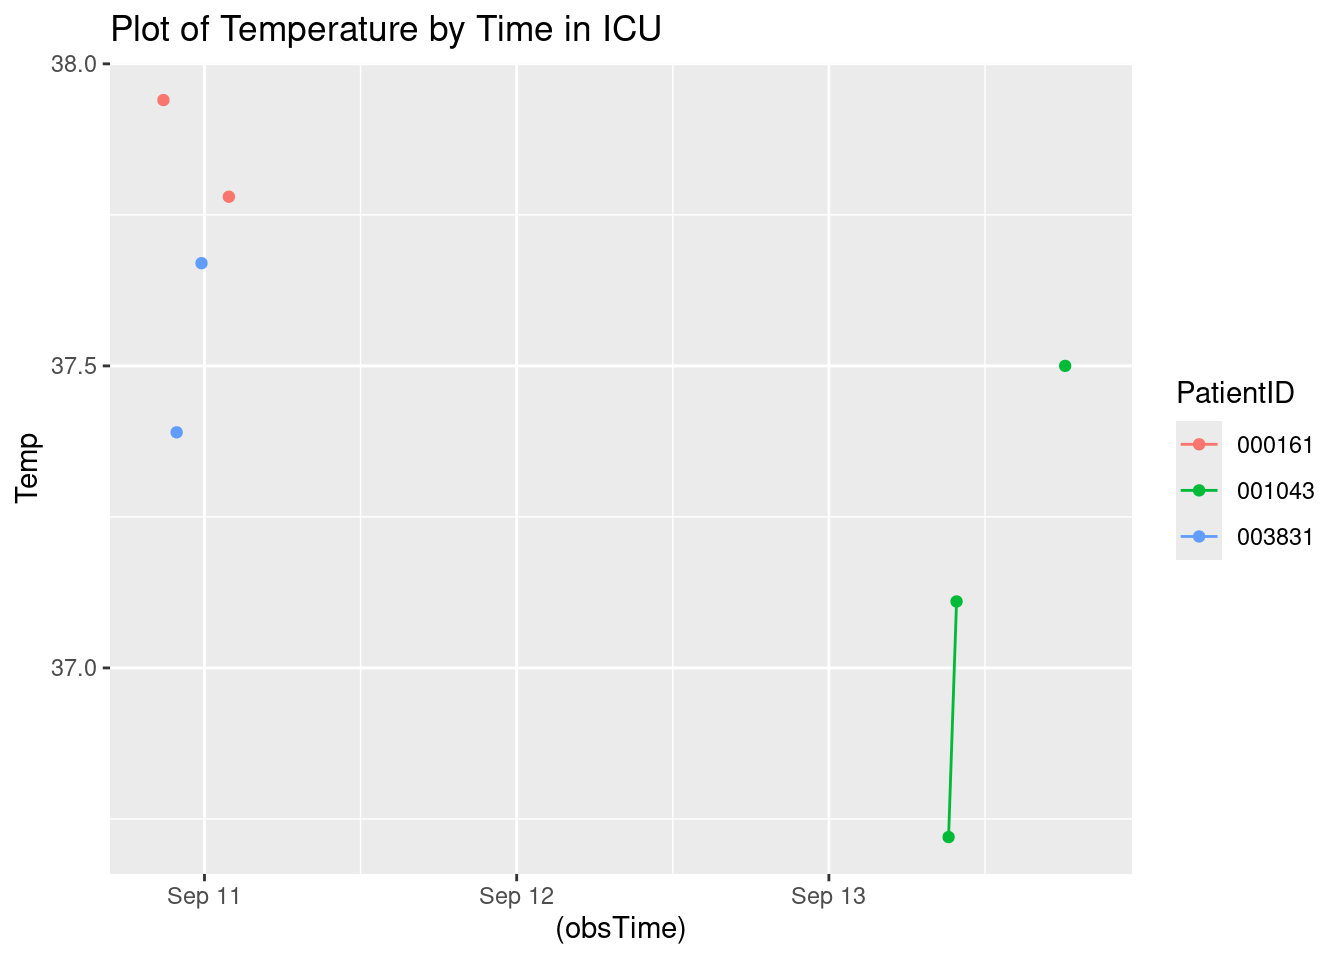 Plot of Temperature by Time in ICU
38.0
37.5
37.0
Temp
Sep 11
Sep 12
Sep 13
(obsTime)
PatientID
000161
001043
003831